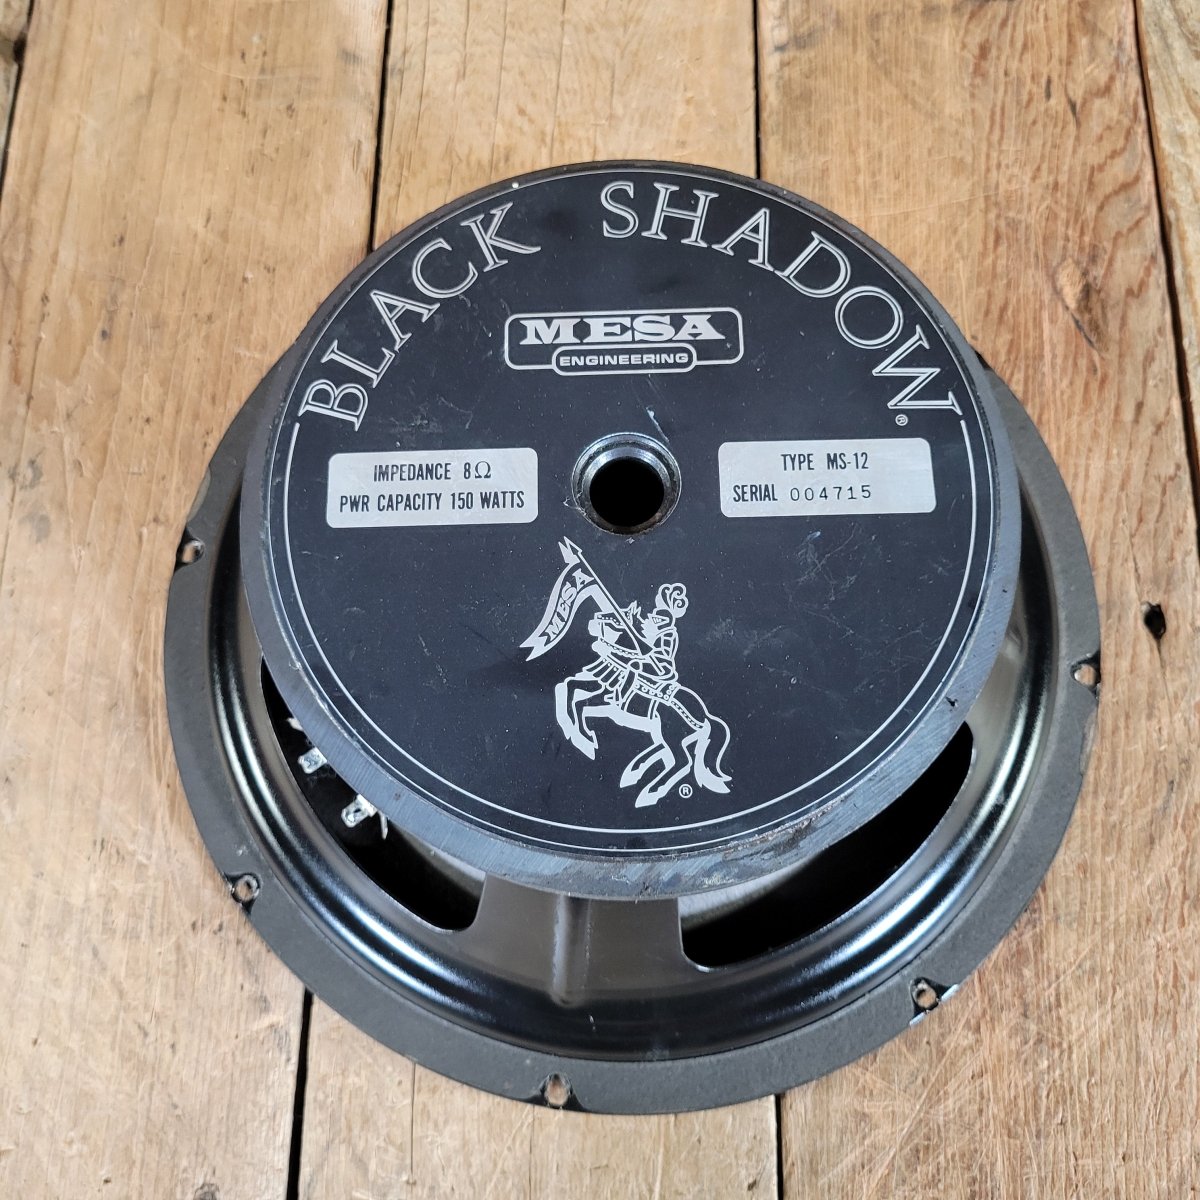 BLACK SHADOW®
MESA
ENGINEERING
IMPEDANCE 8Ω
PWR CAPACITY 150 WATTS
TYPE MS-12
SERIAL 004715
MESA
®